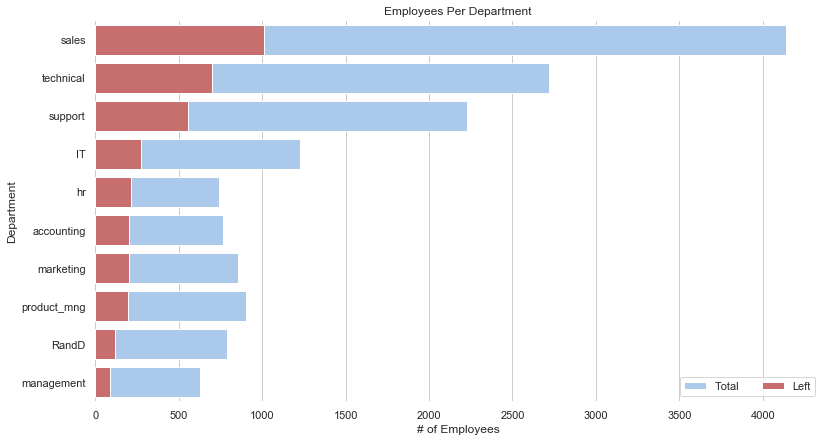 Employees Per Department
Department
sales
technical
support
IT
hr
accounting
marketing
product_mng
RandD
management
Total Left
0 500 1000 1500 2000 2500 3000 3500 4000
# of Employees